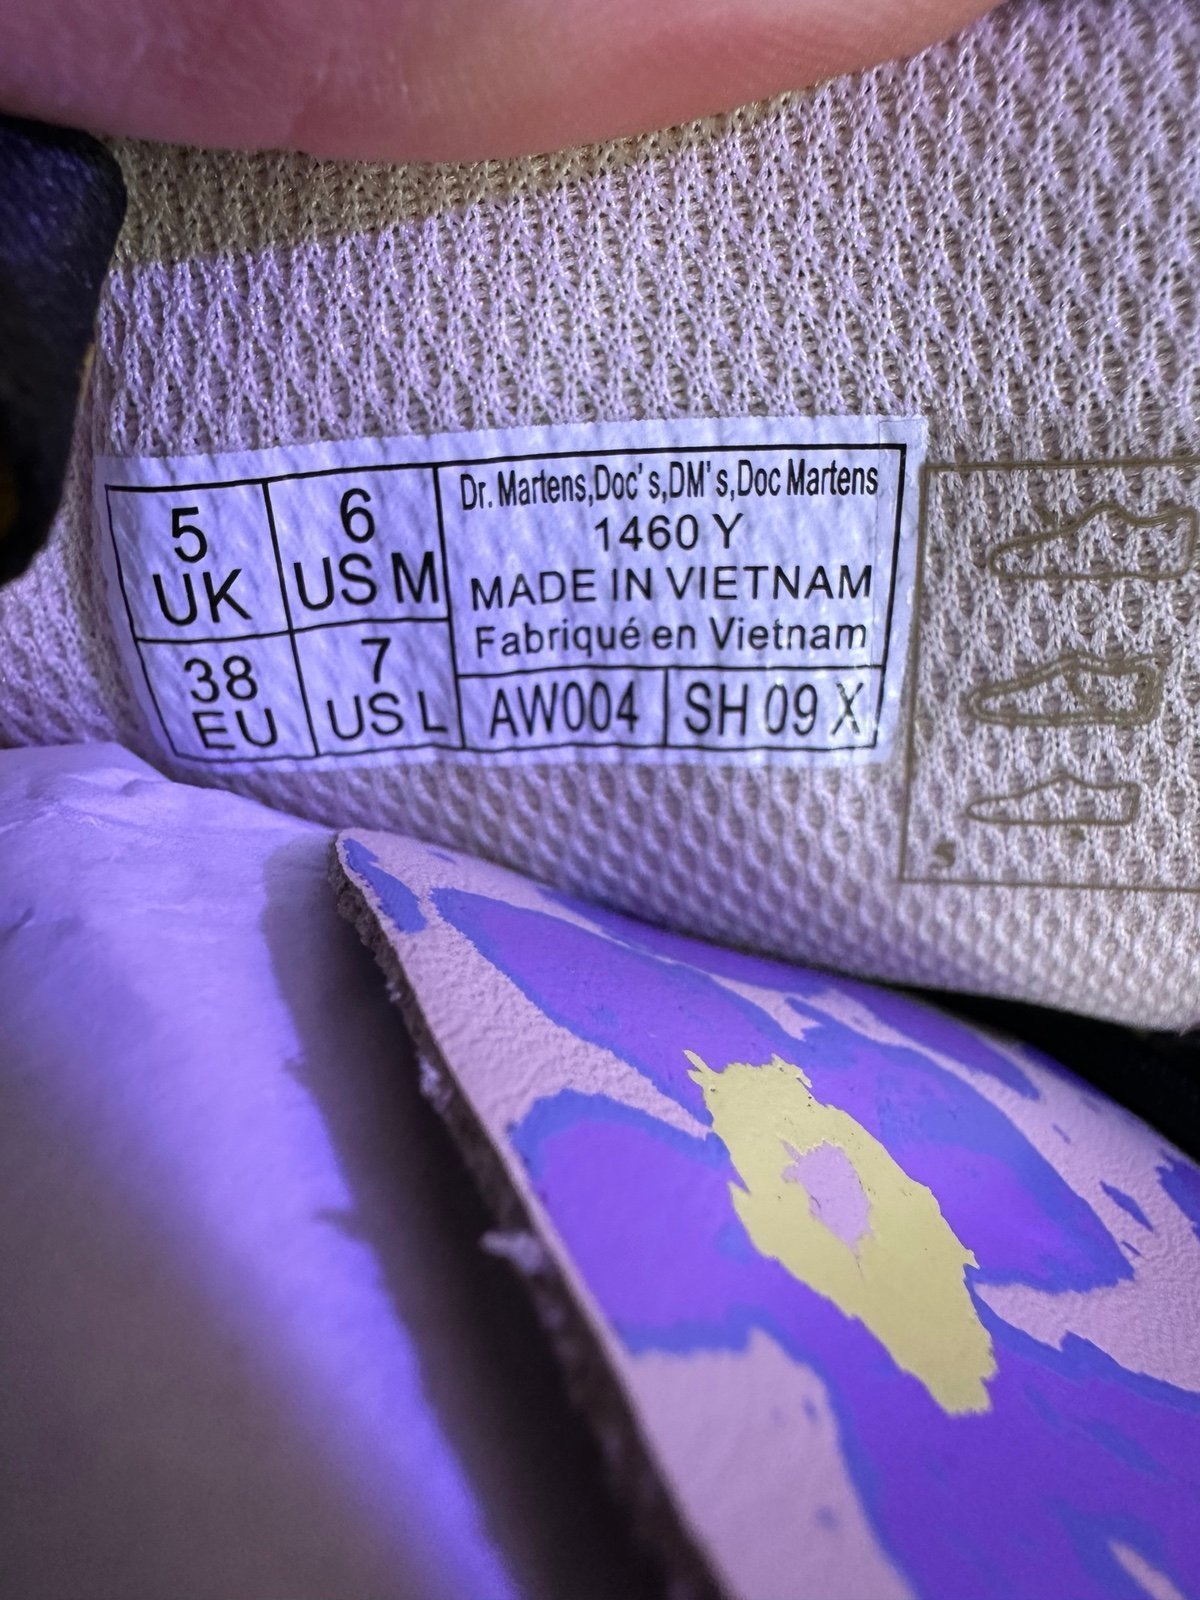 5
UK
6
US M
38
EU
7
US L
Dr. Martens,Doc's,DM's,Doc Martens
1460 Y
MADE IN VIETNAM
Fabriqué en Vietnam
AW004
SH 09 X